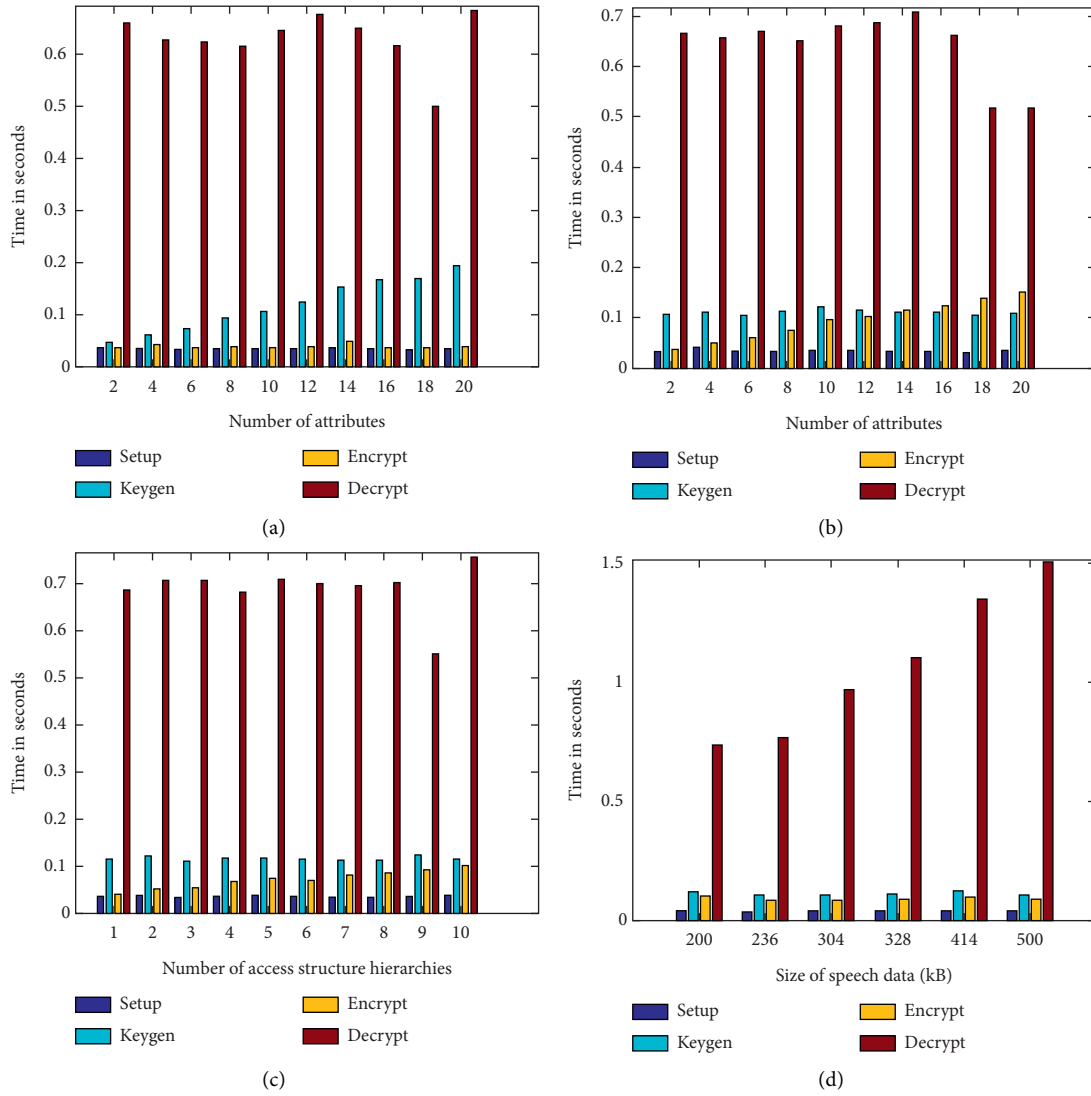 0.6
0.5
0.4
0.3
0.2
0.1
0
Time in seconds
2 4 6 8 10 12 14 16 18 20
Number of attributes
Setup Encrypt
Keygen Decrypt
(a)
0.7
0.6
0.5
0.4
0.3
0.2
0.1
0
Time in seconds
2 4 6 8 10 12 14 16 18 20
Number of attributes
Setup Encrypt
Keygen Decrypt
(b)
0.7
0.6
0.5
0.4
0.3
0.2
0.1
0
Time in seconds
1 2 3 4 5 6 7 8 9 10
Number of access structure hierarchies
Setup Encrypt
Keygen Decrypt
(c)
1.5
1
0.5
0
Time in seconds
200 236 304 328 414 500
Size of speech data (kB)
Setup Encrypt
Keygen Decrypt
(d)